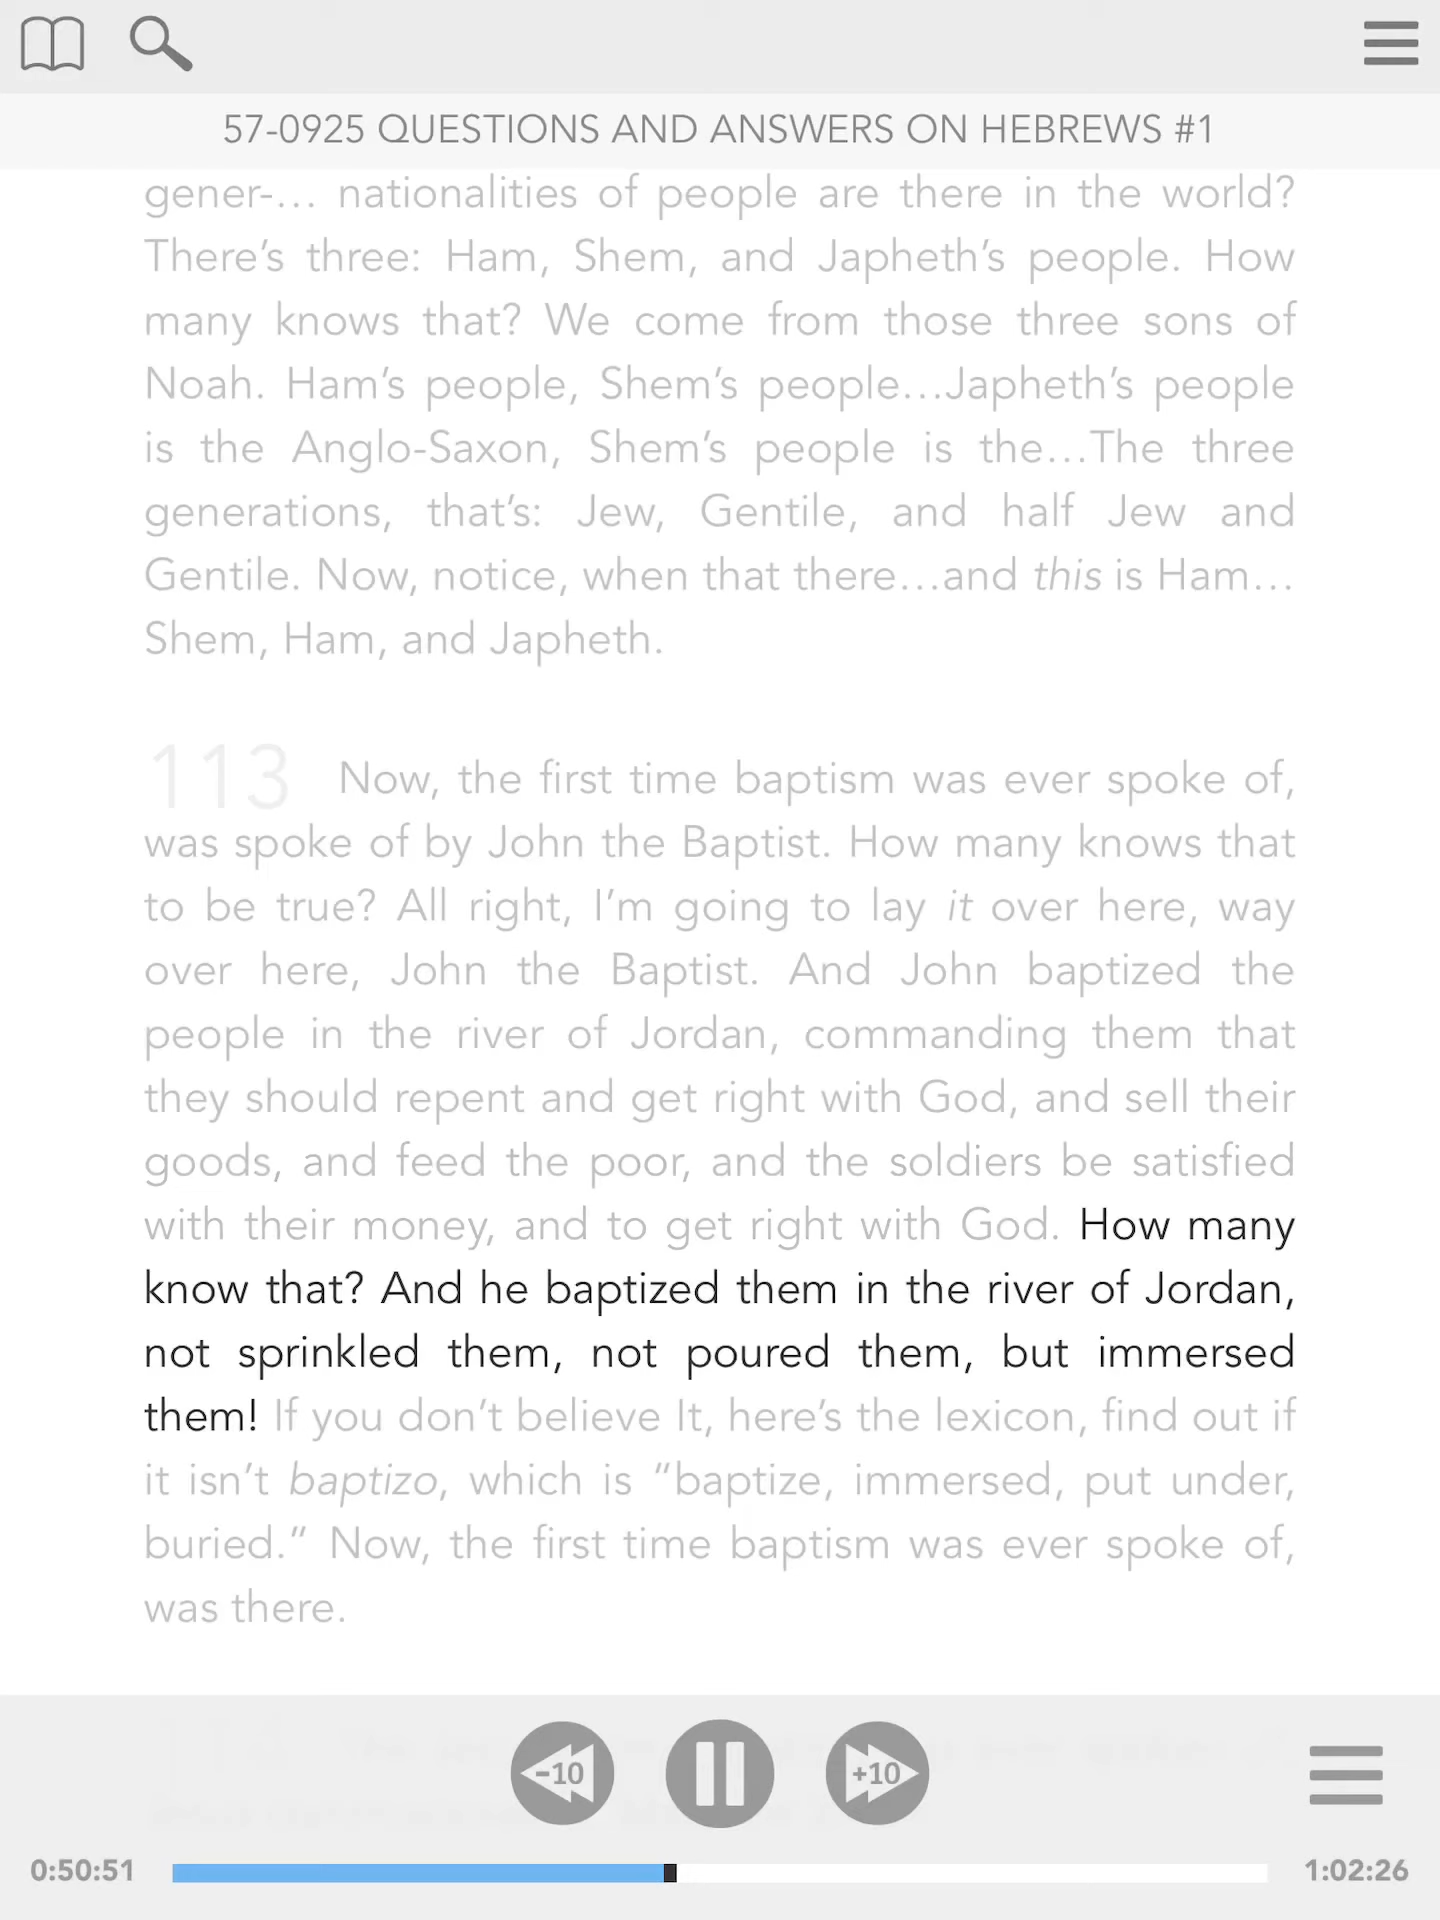 57-0925 QUESTIONS AND ANSWERS ON HEBREWS #1
gener-… nationalities of people are there in the world?
There’s three: Ham, Shem, and Japheth’s people. How
many knows that? We come from those three sons of
Noah. Ham’s people, Shem’s people…Japheth’s people
is the Anglo-Saxon, Shem’s people is the…The three
generations, that’s: Jew, Gentile, and half Jew and
Gentile. Now, notice, when that there…and this is Ham…
Shem, Ham, and Japheth.
113 Now, the first time baptism was ever spoke of,
was spoke of by John the Baptist. How many knows that
to be true? All right, I’m going to lay it over here, way
over here, John the Baptist. And John baptized the
people in the river of Jordan, commanding them that
they should repent and get right with God, and sell their
goods, and feed the poor, and the soldiers be satisfied
with their money, and to get right with God. How many
know that? And he baptized them in the river of Jordan,
not sprinkled them, not poured them, but immersed
them! If you don’t believe It, here’s the lexicon, find out if
it isn’t baptizo, which is “baptize, immersed, put under,
buried.” Now, the first time baptism was ever spoke of,
was there.
-10 +10
0:50:51 1:02:26